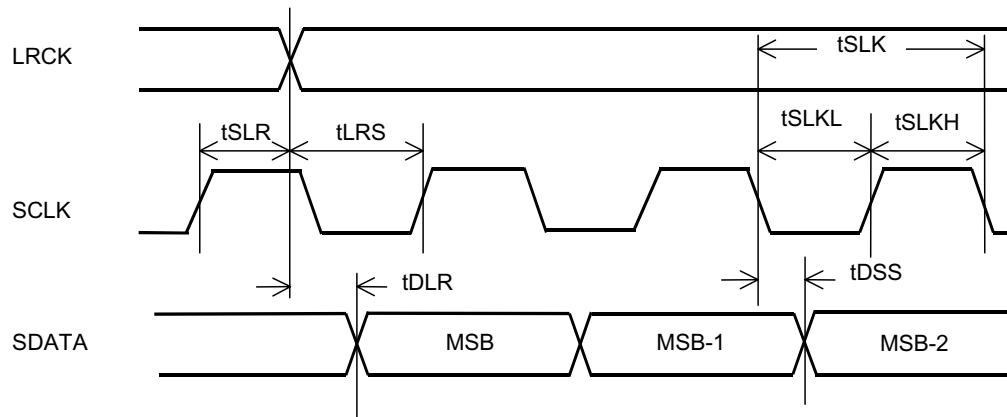 LRCK
tSLK
tSLR
tLRS
tSLKL
tSLKH
SCLK
tDLR
tDSS
SDATA
MSB
MSB-1
MSB-2